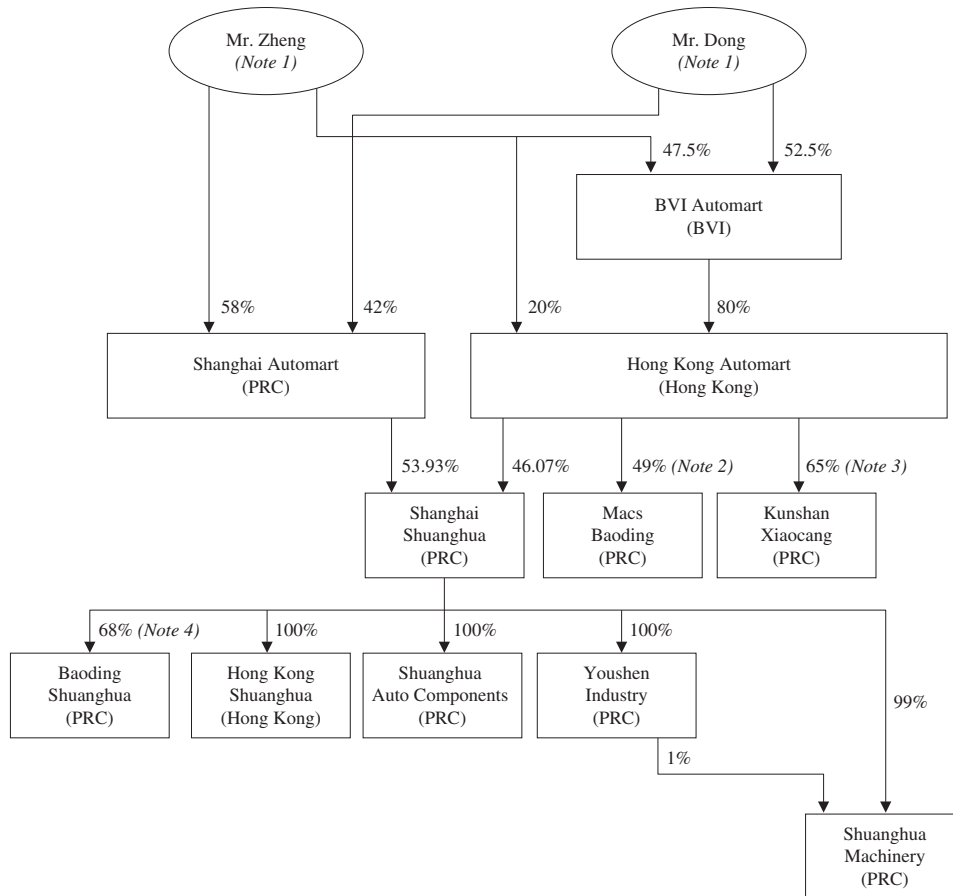 Mr. Zheng
(Note 1)
Mr. Dong
(Note 1)
47.5%
52.5%
BVI Automart
(BVI)
58%
42%
20%
80%
Shanghai Automart
(PRC)
Hong Kong Automart
(Hong Kong)
53.93%
46.07%
49% (Note 2)
65% (Note 3)
Shanghai
Shuanghua
(PRC)
Macs
Baoding
(PRC)
Kunshan
Xiaocang
(PRC)
68% (Note 4)
100%
100%
100%
Baoding
Shuanghua
(PRC)
Hong Kong
Shuanghua
(Hong Kong)
Shuanghua
Auto Components
(PRC)
Youshen
Industry
(PRC)
99%
1%
Shuanghua
Machinery
(PRC)